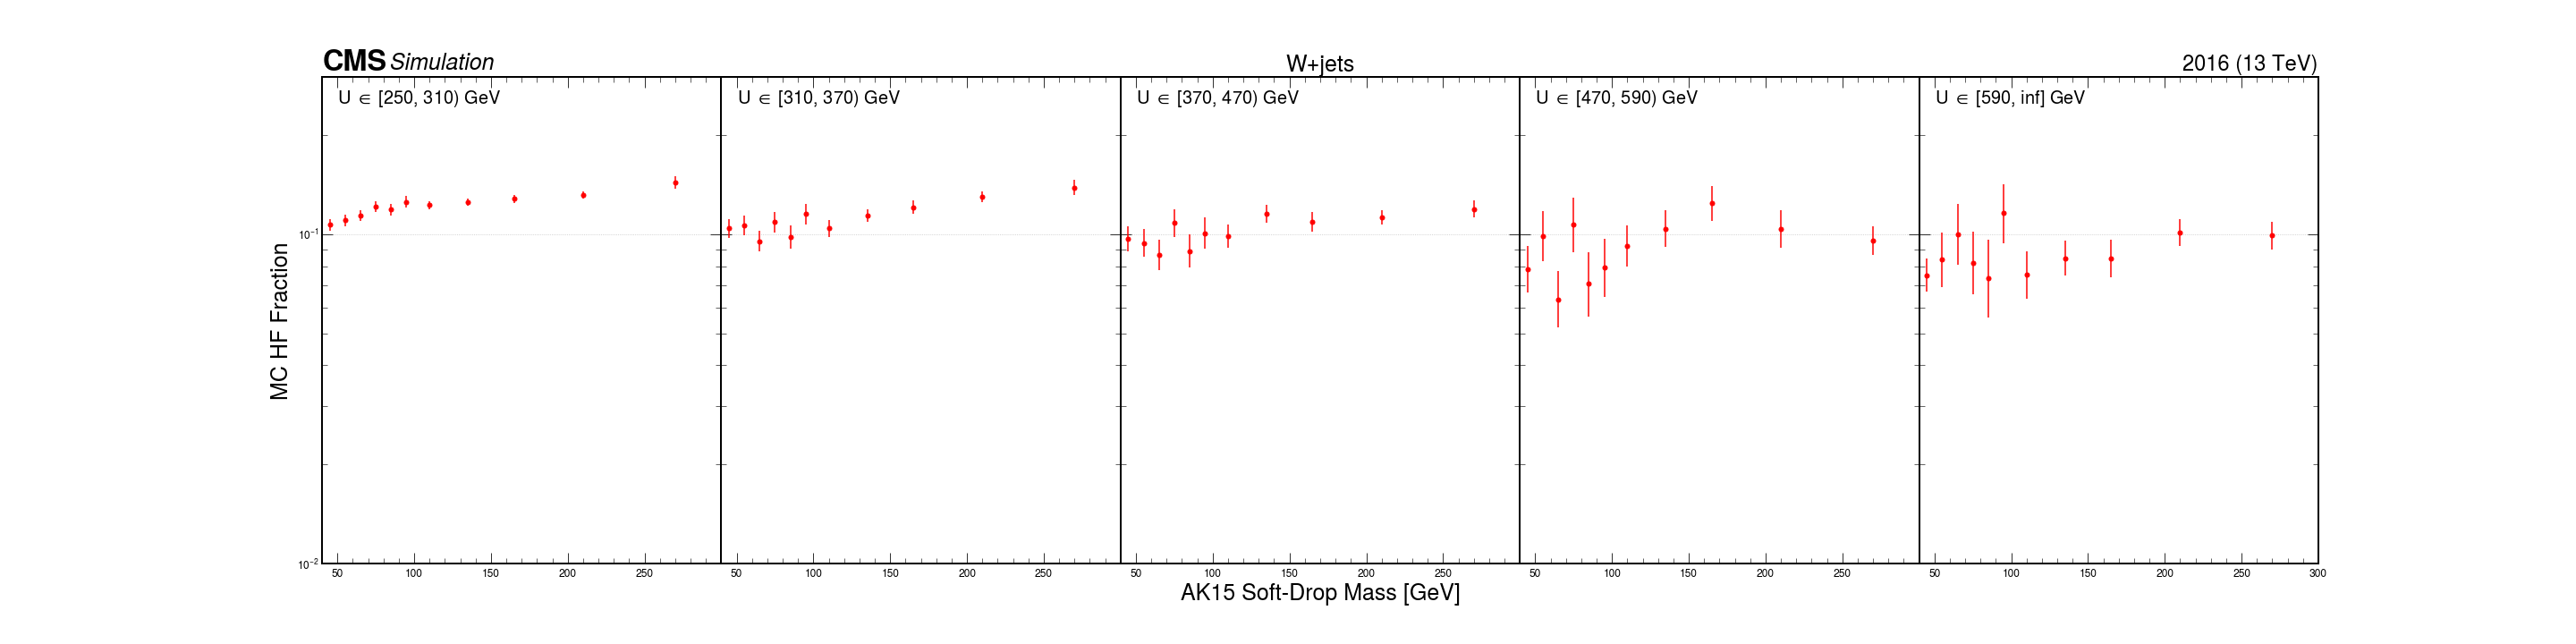 CMS Simulation W+jets 2016 (13 TeV)
U ∈ [250, 310) GeV U ∈ [310, 370) GeV U ∈ [370, 470) GeV U ∈ [470, 590) GeV U ∈ [590, inf] GeV
10⁻¹
MC HF Fraction
10⁻²
50 100 150 200 250 50 100 150 200 250 50 100 150 200 250 50 100 150 200 250 50 100 150 200 250 300
AK15 Soft-Drop Mass [GeV]